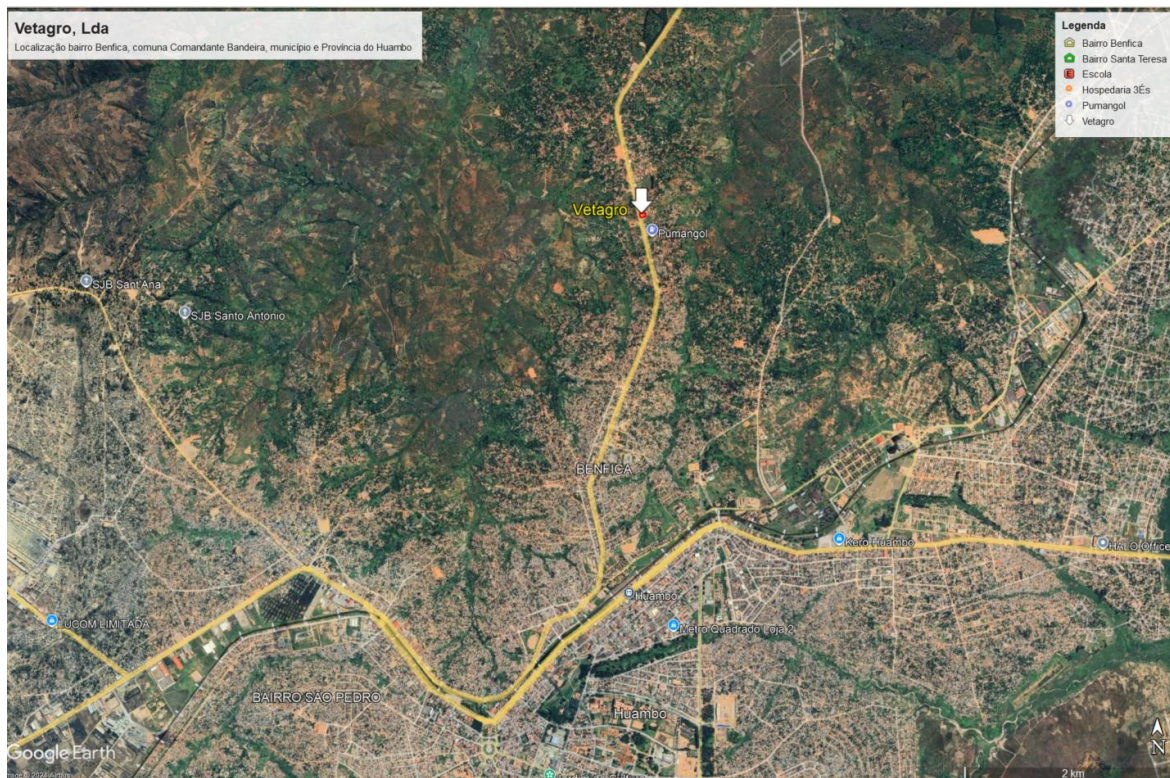 Vetagro, Lda
Localização bairro Benfica, comuna Comandante Bandeira, município e Província do Huambo
Legenda
Bairro Benfica
Bairro Santa Teresa
E Escola
Hospedaria 3És
Pumangol
Vetagro
Vetagro
Pumangol
SJB Sant'Ana
SJB Santo Antonio
BENFICA
Kero Huambo
HALO Office
Huambo
UCOM LIMITADA
Metro Quadrado Loja 2
BAIRRO SÃO PEDRO
Huambo
Google Earth
N
2 km